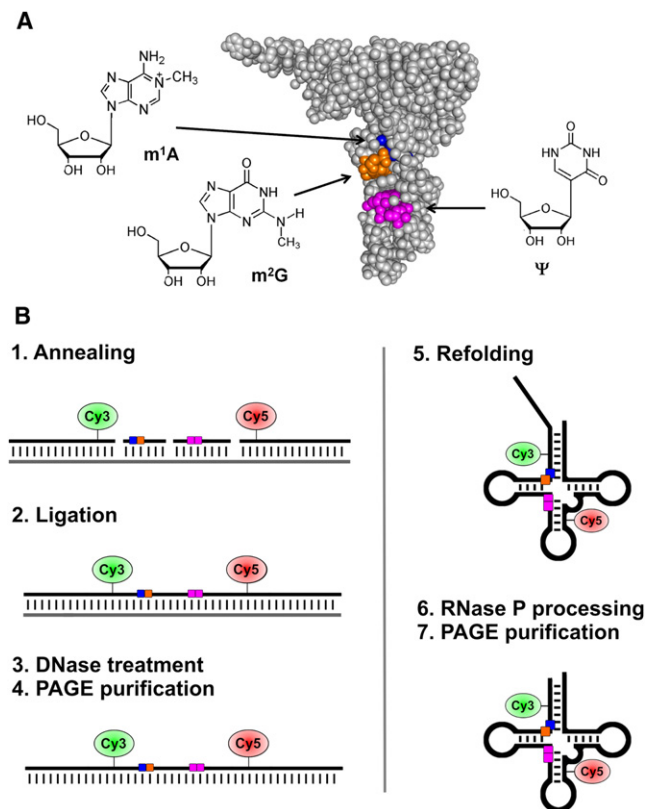 A
NH₂
N
N⁺
CH₃
N
N
HO
O
OH OH
m¹A
O
N
NH
N
N
N
H
CH₃
HO
O
OH OH
m²G
O
HN
NH
O
HO
O
OH OH
Ψ
B
1. Annealing
Cy3
Cy5
2. Ligation
Cy3
Cy5
3. DNase treatment
4. PAGE purification
Cy3
Cy5
5. Refolding
Cy3
Cy5
6. RNase P processing
7. PAGE purification
Cy3
Cy5